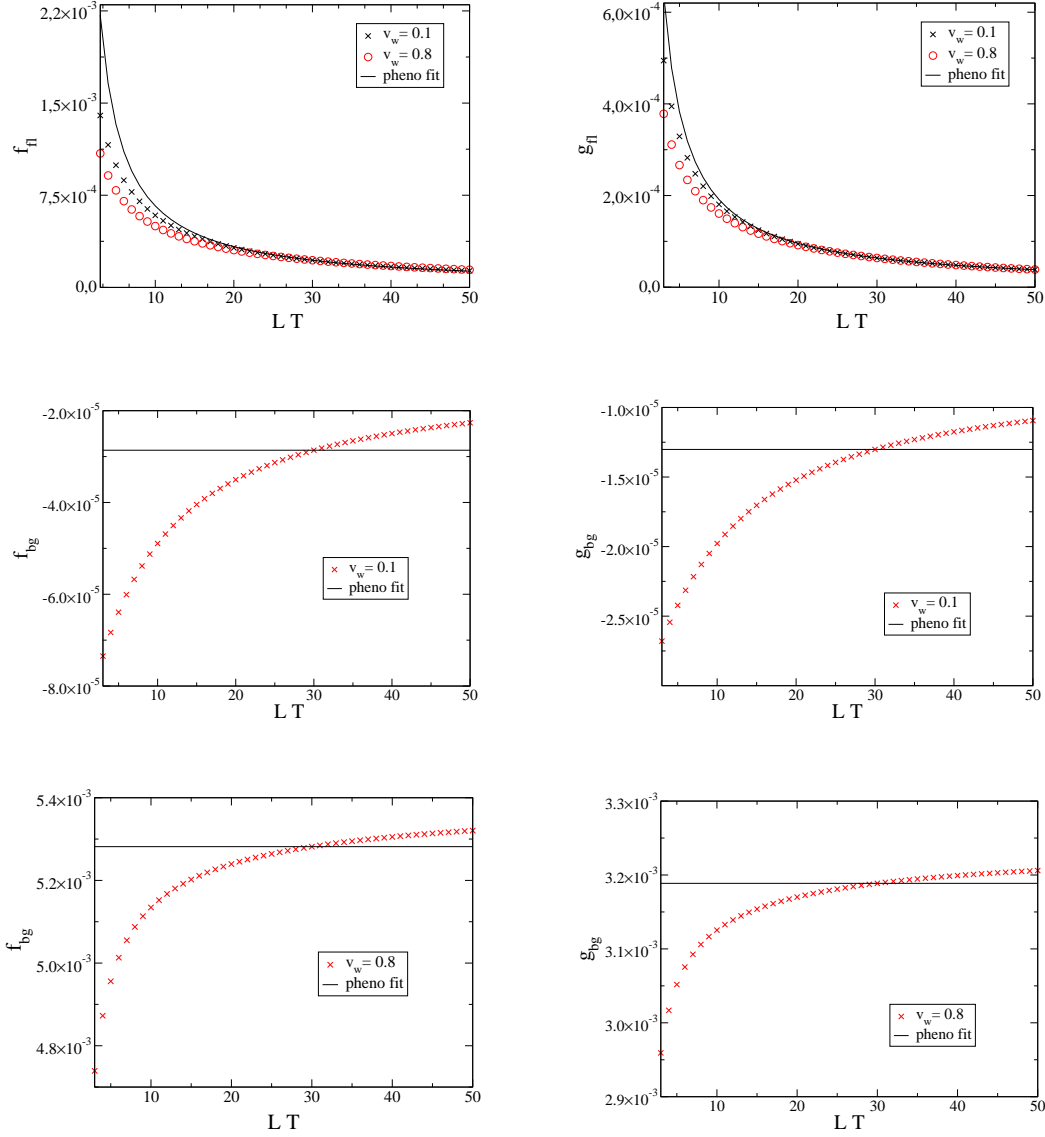 2,2×10⁻³
1,5×10⁻³
7,5×10⁻⁴
0,0
f_fl
v_w = 0.1
v_w = 0.8
pheno fit
10 20 30 40 50
L T
6,0×10⁻⁴
4,0×10⁻⁴
2,0×10⁻⁴
0,0
g_fl
v_w = 0.1
v_w = 0.8
pheno fit
10 20 30 40 50
L T
-2.0×10⁻⁵
-4.0×10⁻⁵
-6.0×10⁻⁵
-8.0×10⁻⁵
f_bg
v_w= 0.1
pheno fit
10 20 30 40 50
L T
-1.0×10⁻⁵
-1.5×10⁻⁵
-2.0×10⁻⁵
-2.5×10⁻⁵
g_bg
v_w= 0.1
pheno fit
10 20 30 40 50
L T
5.4×10⁻³
5.2×10⁻³
5.0×10⁻³
4.8×10⁻³
f_bg
v_w= 0.8
pheno fit
10 20 30 40 50
L T
3.3×10⁻³
3.2×10⁻³
3.1×10⁻³
3.0×10⁻³
2.9×10⁻³
g_bg
v_w= 0.8
pheno fit
10 20 30 40 50
L T